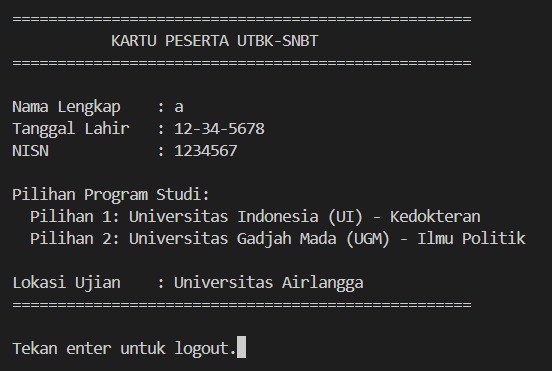 ===================================================
KARTU PESERTA UTBK-SNBT
===================================================
Nama Lengkap : a
Tanggal Lahir : 12-34-5678
NISN : 1234567
Pilihan Program Studi:
Pilihan 1: Universitas Indonesia (UI) - Kedokteran
Pilihan 2: Universitas Gadjah Mada (UGM) - Ilmu Politik
Lokasi Ujian : Universitas Airlangga
===================================================
Tekan enter untuk logout.